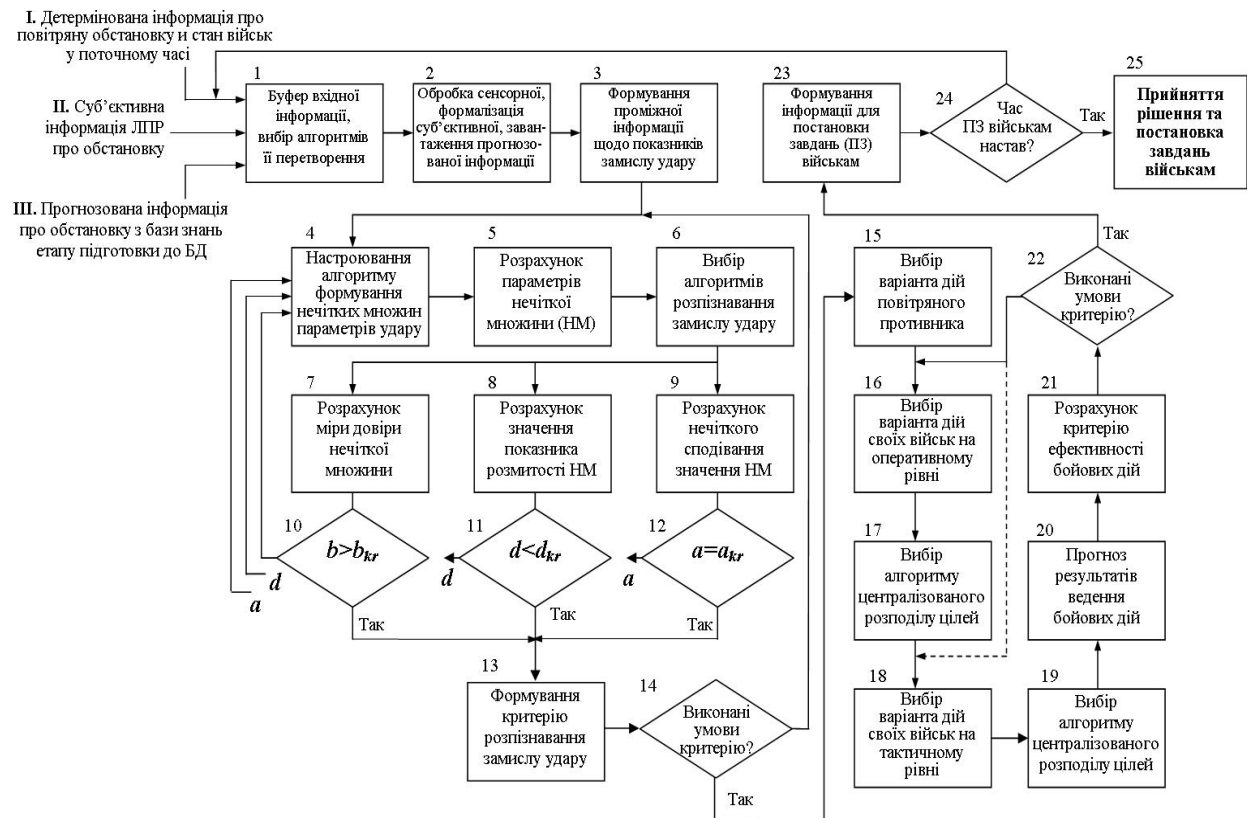 I. Детермінована інформація про
повітряну обстановку и стан військ
у поточному часі
II. Суб’єктивна
інформація ЛПР
про обстановку
III. Прогнозована інформація
про обстановку з бази знань
етапу підготовки до БД
1
Буфер вхідної
інформації,
вибір алгоритмів
її перетворення
2
Обробка сенсорної,
формалізація
суб’єктивної, заван-
таження прогнозо-
ваної інформації
3
Формування
проміжної
інформації
щодо показників
замислу удару
23
Формування
інформації для
постановки
завдань (ПЗ)
військам
24
Час
ПЗ військам
настав?
Так
25
Прийняття
рішення та
постановка
завдань
військам
4
Настроювання
алгоритму
формування
нечітких множин
параметрів удару
5
Розрахунок
параметрів
нечіткої
множини (НМ)
6
Вибір
алгоритмів
розпізнавання
замислу удару
15
Вибір
варіанта дій
повітряного
противника
Так
22
Виконані
умови
критерію?
7
Розрахунок
міри довіри
нечіткої
множини
8
Розрахунок
значення
показника
розмитості НМ
9
Розрахунок
нечіткого
сподівання
значення НМ
16
Вибір
варіанта дій
своїх військ на
оперативному
рівні
21
Розрахунок
критерію
ефективності
бойових дій
10
b>bkr
d
a
Так
11
d<dkr
d
Так
12
a=akr
a
Так
17
Вибір
алгоритму
централізованого
розподілу цілей
20
Прогноз
результатів
ведення
бойових дій
13
Формування
критерію
розпізнавання
замислу удару
14
Виконані
умови
критерію?
Так
18
Вибір
варіанта дій
своїх військ на
тактичному
рівні
19
Вибір
алгоритму
централізованого
розподілу цілей